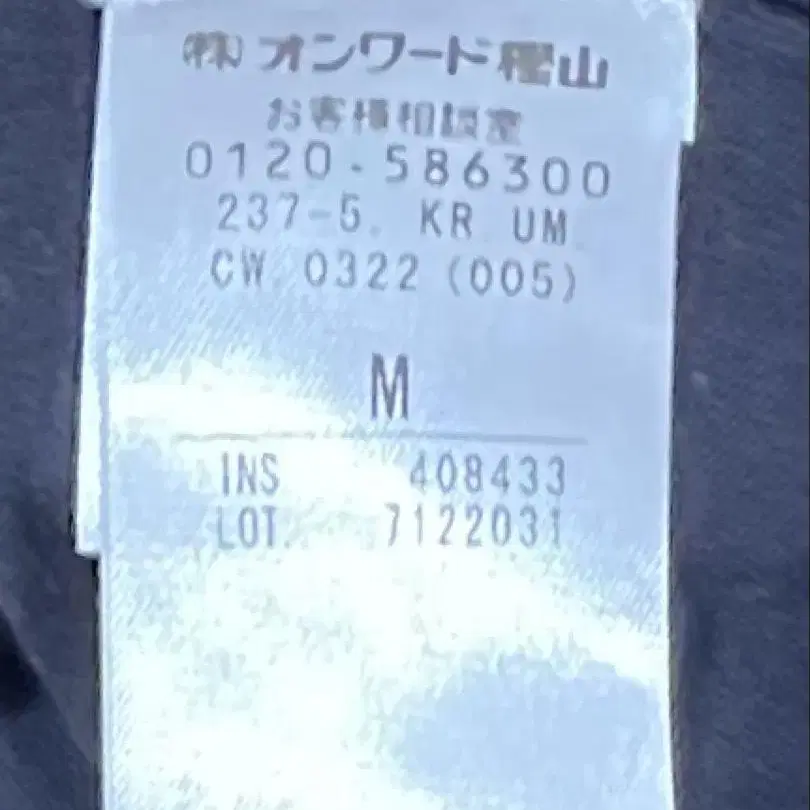 (株)オンワード樫山
お客様相談室
0120-586300
237-5. KR UM.
CW 0322 (005)
M
INS 408433
LOT. 7122031